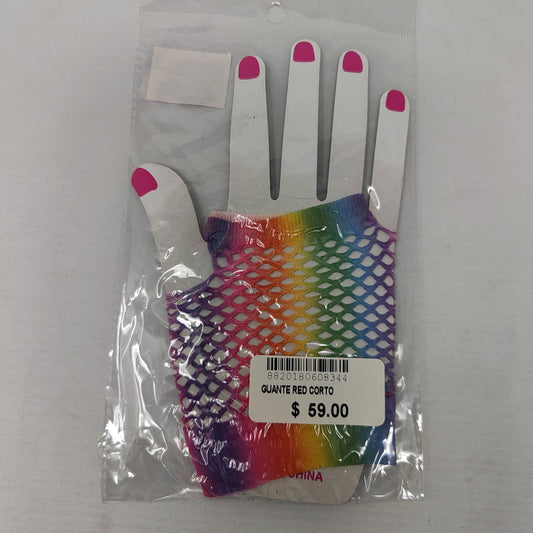 8820180608344
GUANTE RED CORTO
$ 59.00
CHINA